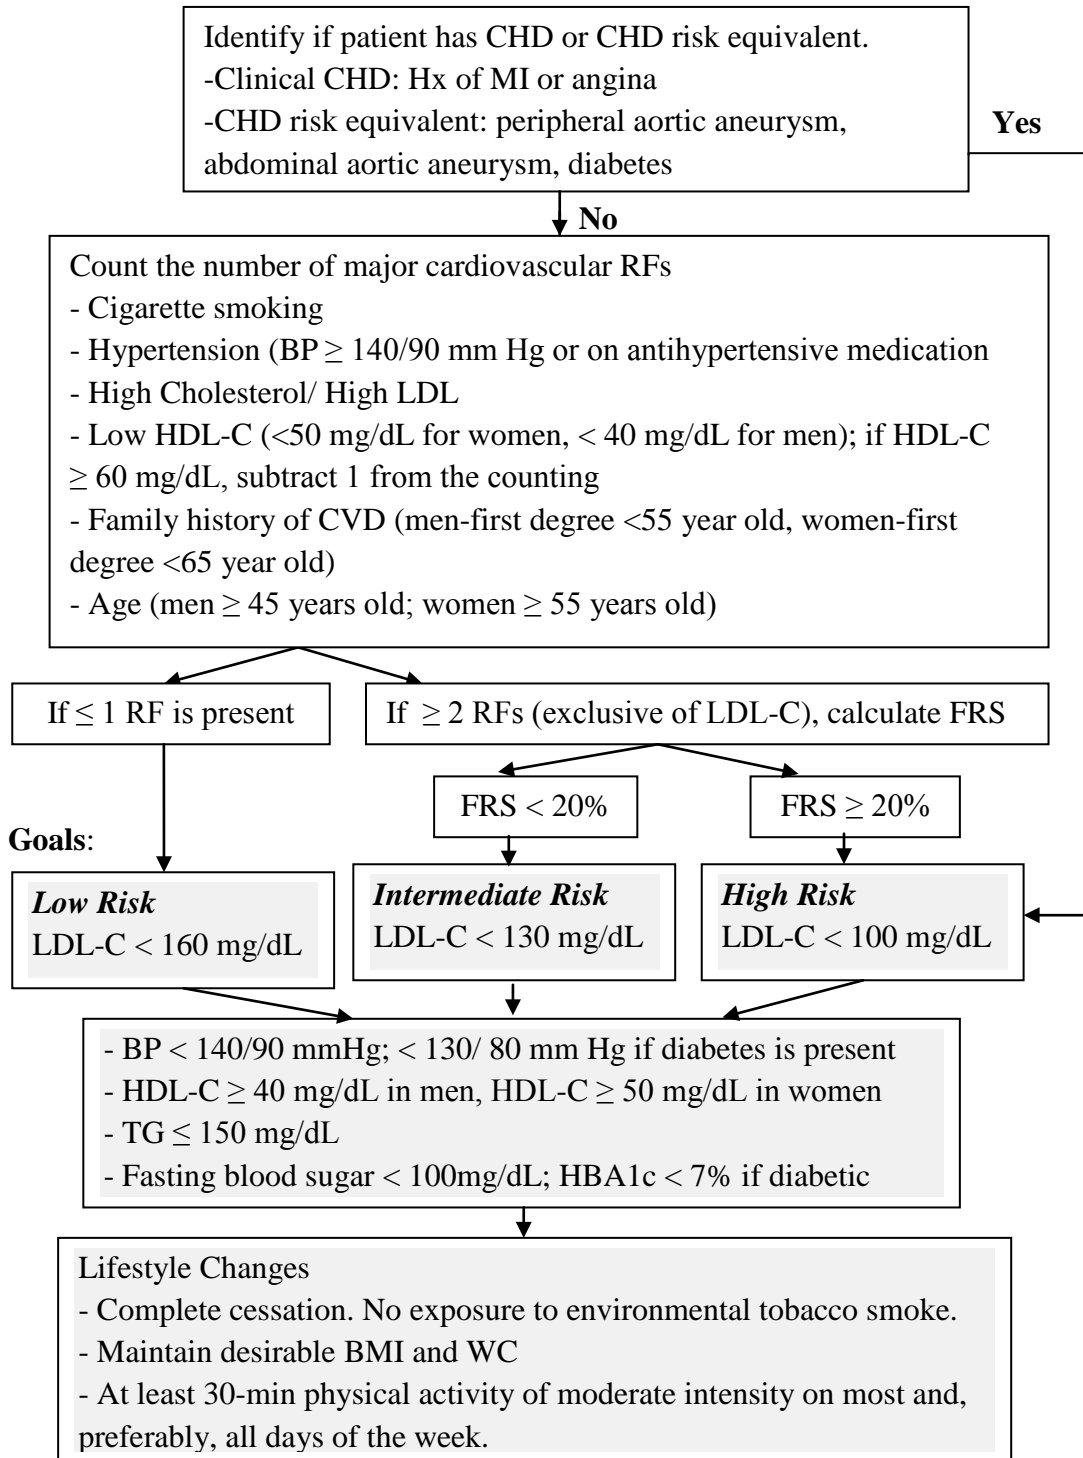 Identify if patient has CHD or CHD risk equivalent.
-Clinical CHD: Hx of MI or angina
-CHD risk equivalent: peripheral aortic aneurysm,
abdominal aortic aneurysm, diabetes
Yes
No
Count the number of major cardiovascular RFs
- Cigarette smoking
- Hypertension (BP ≥ 140/90 mm Hg or on antihypertensive medication
- High Cholesterol/ High LDL
- Low HDL-C (<50 mg/dL for women, < 40 mg/dL for men); if HDL-C
≥ 60 mg/dL, subtract 1 from the counting
- Family history of CVD (men-first degree <55 year old, women-first
degree <65 year old)
- Age (men ≥ 45 years old; women ≥ 55 years old)
If ≤ 1 RF is present
If ≥ 2 RFs (exclusive of LDL-C), calculate FRS
FRS < 20%
FRS ≥ 20%
Goals:
Low Risk
LDL-C < 160 mg/dL
Intermediate Risk
LDL-C < 130 mg/dL
High Risk
LDL-C < 100 mg/dL
- BP < 140/90 mmHg; < 130/ 80 mm Hg if diabetes is present
- HDL-C ≥ 40 mg/dL in men, HDL-C ≥ 50 mg/dL in women
- TG ≤ 150 mg/dL
- Fasting blood sugar < 100mg/dL; HBA1c < 7% if diabetic
Lifestyle Changes
- Complete cessation. No exposure to environmental tobacco smoke.
- Maintain desirable BMI and WC
- At least 30-min physical activity of moderate intensity on most and,
preferably, all days of the week.